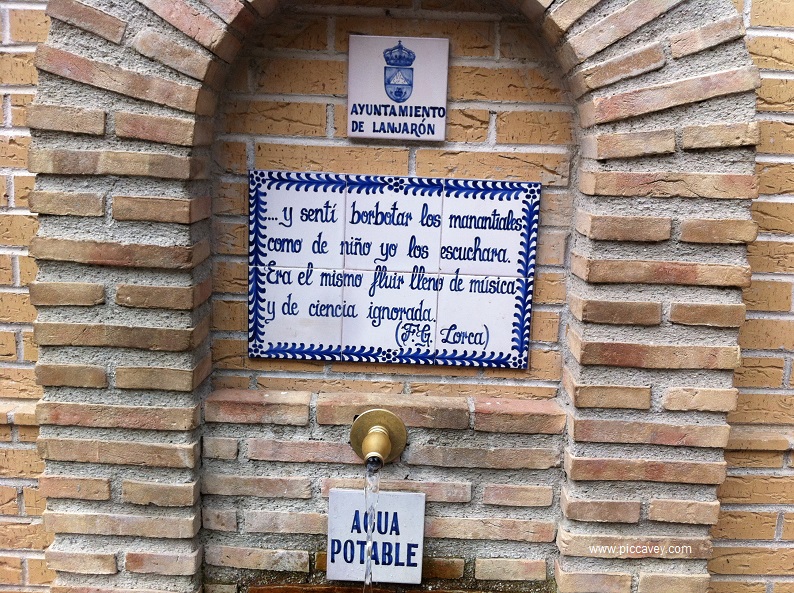 AYUNTAMIENTO
DE LANJARÓN
... y sentí borbotar los manantiales
como de niño yo los escuchara.
Era el mismo fluir lleno de música
y de ciencia ignorada.
(F.G. Lorca)
AGUA
POTABLE
www.piccavey.com